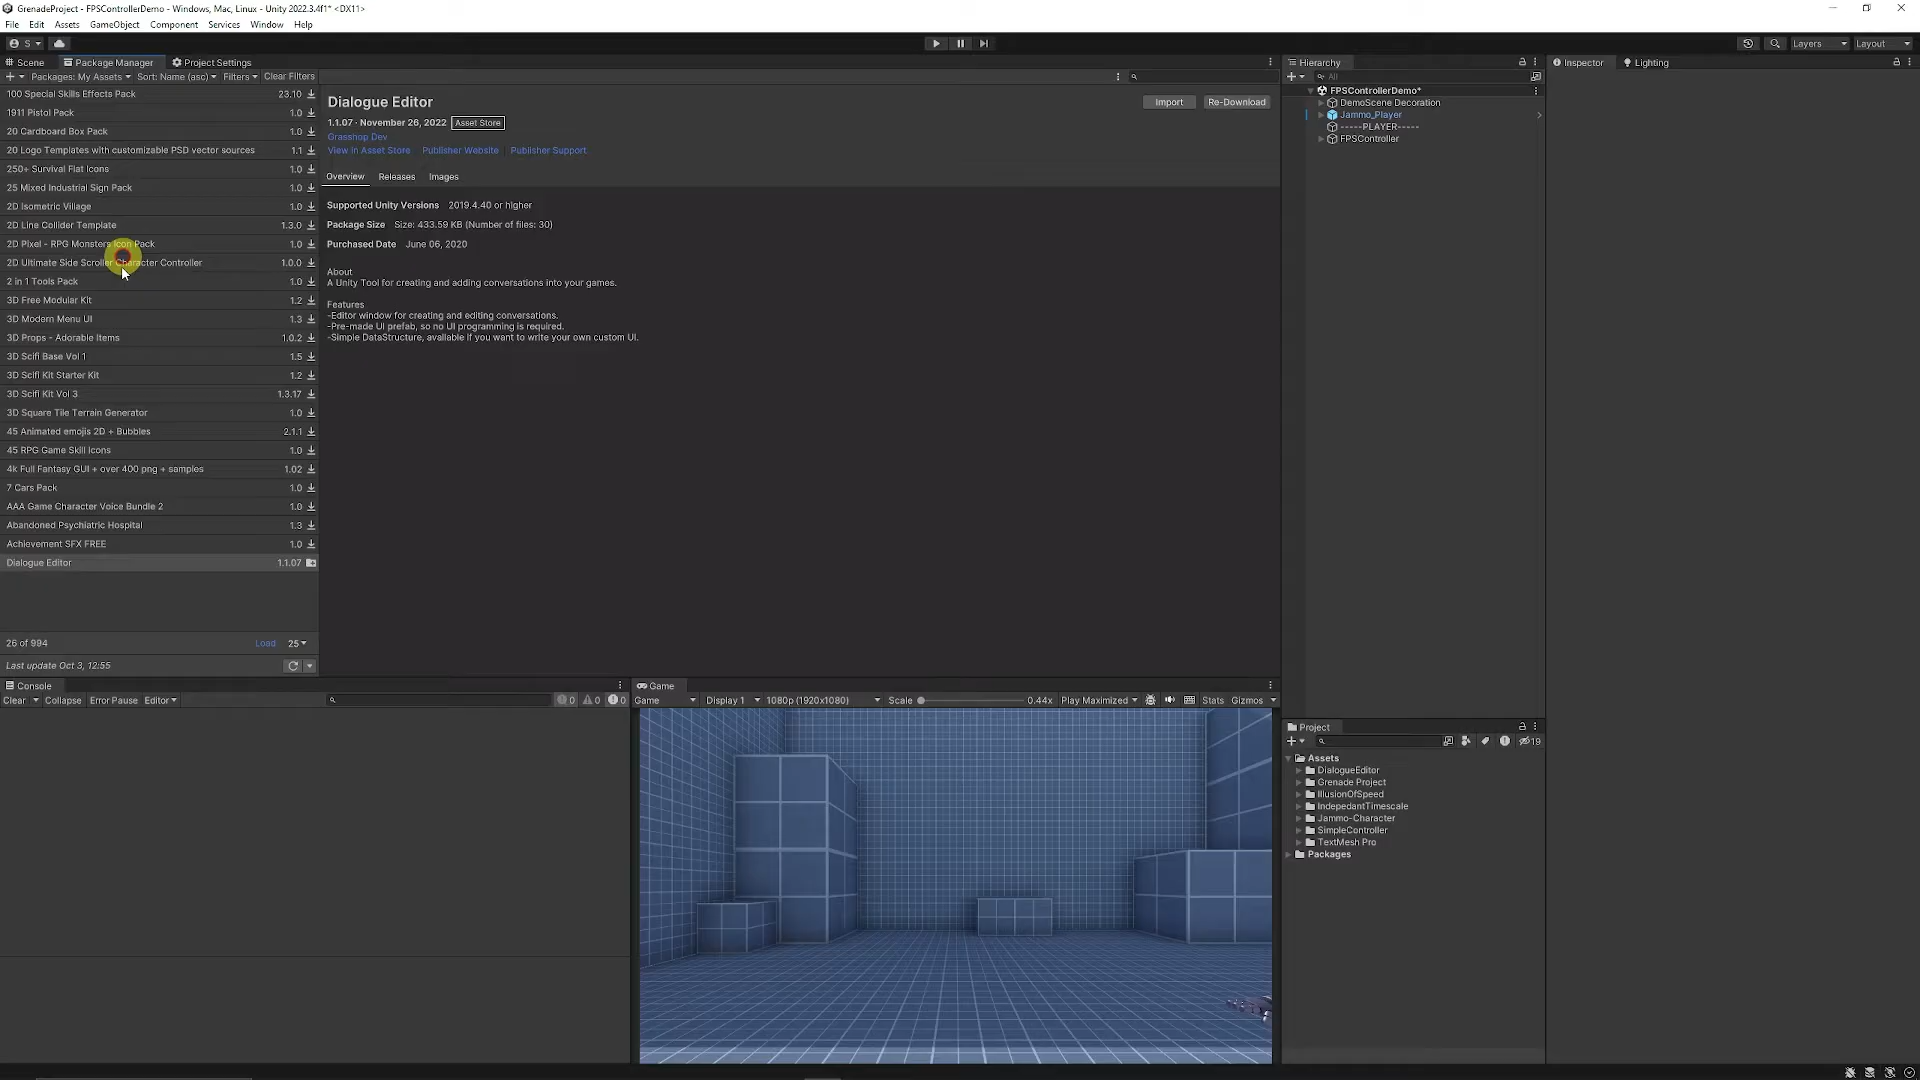 GrenadeProject - FPSControllerDemo - Windows, Mac, Linux - Unity 2022.3.4f1* <DX11>
File Edit Assets GameObject Component Services Window Help
S Layers Layout
Scene Package Manager Project Settings
Packages: My Assets Sort: Name (asc) Filters Clear Filters
100 Special Skills Effects Pack 23.10
1911 Pistol Pack 1.0
20 Cardboard Box Pack 1.0
20 Logo Templates with customizable PSD vector sources 1.1
250+ Survival Flat Icons 1.0
25 Mixed Industrial Sign Pack 1.0
2D Isometric Village 1.0
2D Line Collider Template 1.3.0
2D Pixel - RPG Monsters Icon Pack 1.0
2D Ultimate Side Scroller Character Controller 1.0.0
2 in 1 Tools Pack 1.0
3D Free Modular Kit 1.2
3D Modern Menu UI 1.3
3D Props - Adorable Items 1.0.2
3D Scifi Base Vol 1 1.5
3D Scifi Kit Starter Kit 1.2
3D Scifi Kit Vol 3 1.3.17
3D Square Tile Terrain Generator 1.0
45 Animated emojis 2D + Bubbles 2.1.1
45 RPG Game Skill Icons 1.0
4k Full Fantasy GUI + over 400 png + samples 1.02
7 Cars Pack 1.0
AAA Game Character Voice Bundle 2 1.0
Abandoned Psychiatric Hospital 1.3
Achievement SFX FREE 1.0
Dialogue Editor 1.1.07
26 of 994 Load 25
Last update Oct 3, 12:55
Dialogue Editor Import Re-Download
1.1.07 · November 26, 2022 Asset Store
Grasshop Dev
View in Asset Store Publisher Website Publisher Support
Overview Releases Images
Supported Unity Versions 2019.4.40 or higher
Package Size Size: 433.59 KB (Number of files: 30)
Purchased Date June 06, 2020
About
A Unity Tool for creating and adding conversations into your games.
Features
-Editor window for creating and editing conversations.
-Pre-made UI prefab, so no UI programming is required.
-Simple DataStructure, available if you want to write your own custom UI.
Hierarchy
All
FPSControllerDemo*
DemoScene Decoration
Jammo_Player
-----PLAYER-----
FPSController
Inspector Lighting
Console
Clear Collapse Error Pause Editor 0 0 0
Game
Game Display 1 1080p (1920x1080) Scale 0.44x Play Maximized Stats Gizmos
Project
19
Assets
DialogueEditor
Grenade Project
IllusionOfSpeed
IndepedantTimescale
Jammo-Character
SimpleController
TextMesh Pro
Packages